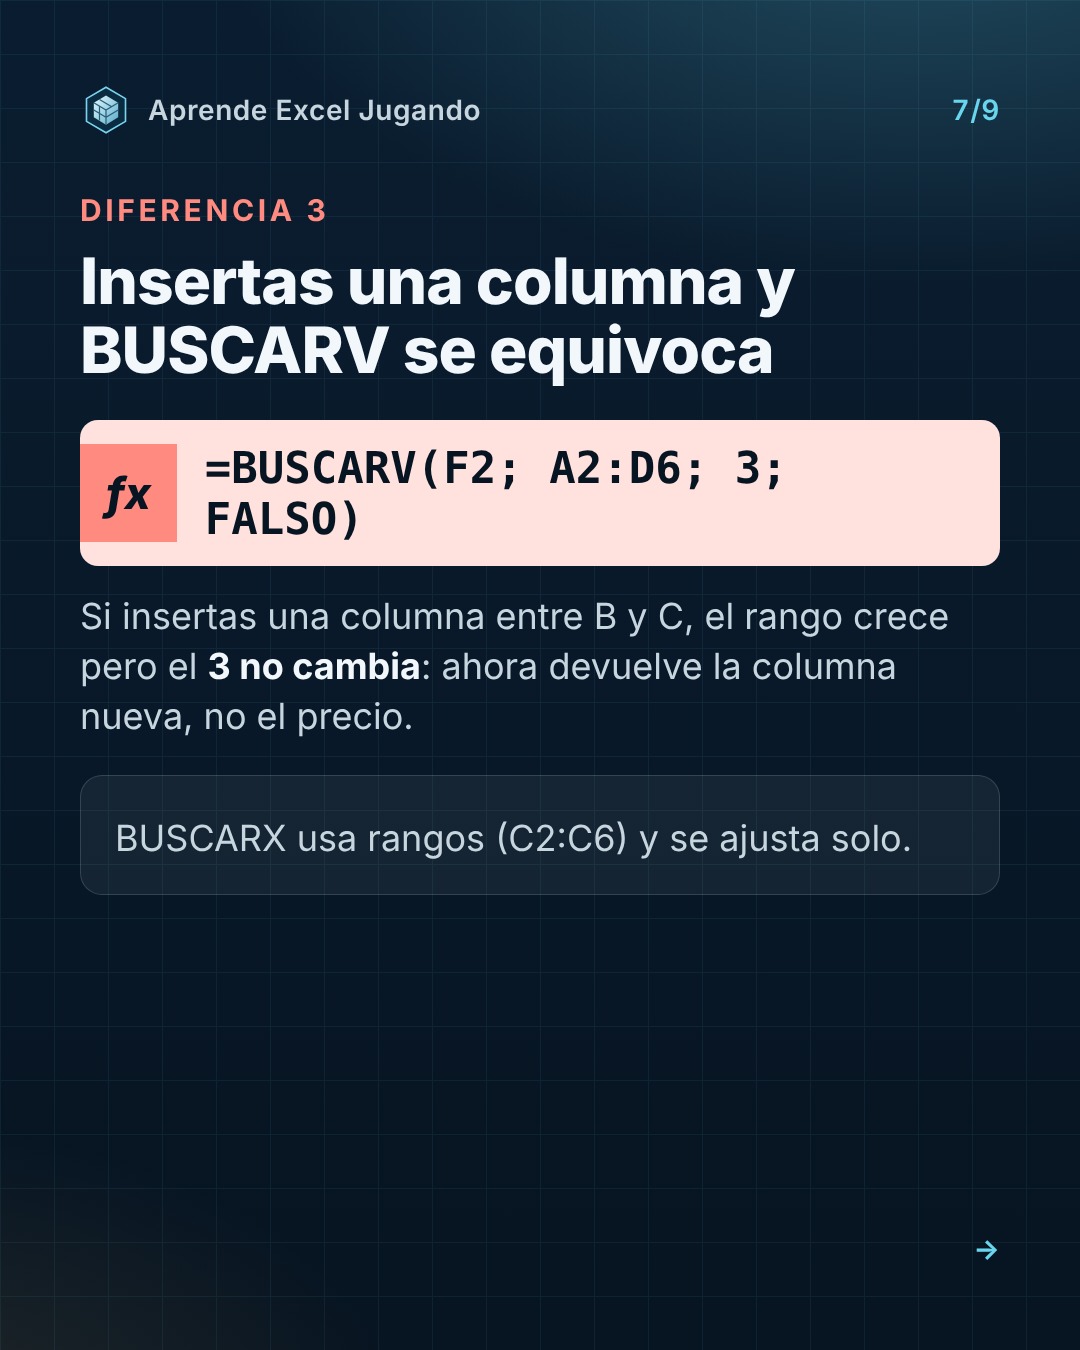 Aprende Excel Jugando
7/9
DIFERENCIA 3
Insertas una columna y
BUSCARV se equivoca
fx
=BUSCARV(F2; A2:D6; 3;
FALSO)
Si insertas una columna entre B y C, el rango crece
pero el 3 no cambia: ahora devuelve la columna
nueva, no el precio.
BUSCARX usa rangos (C2:C6) y se ajusta solo.
→